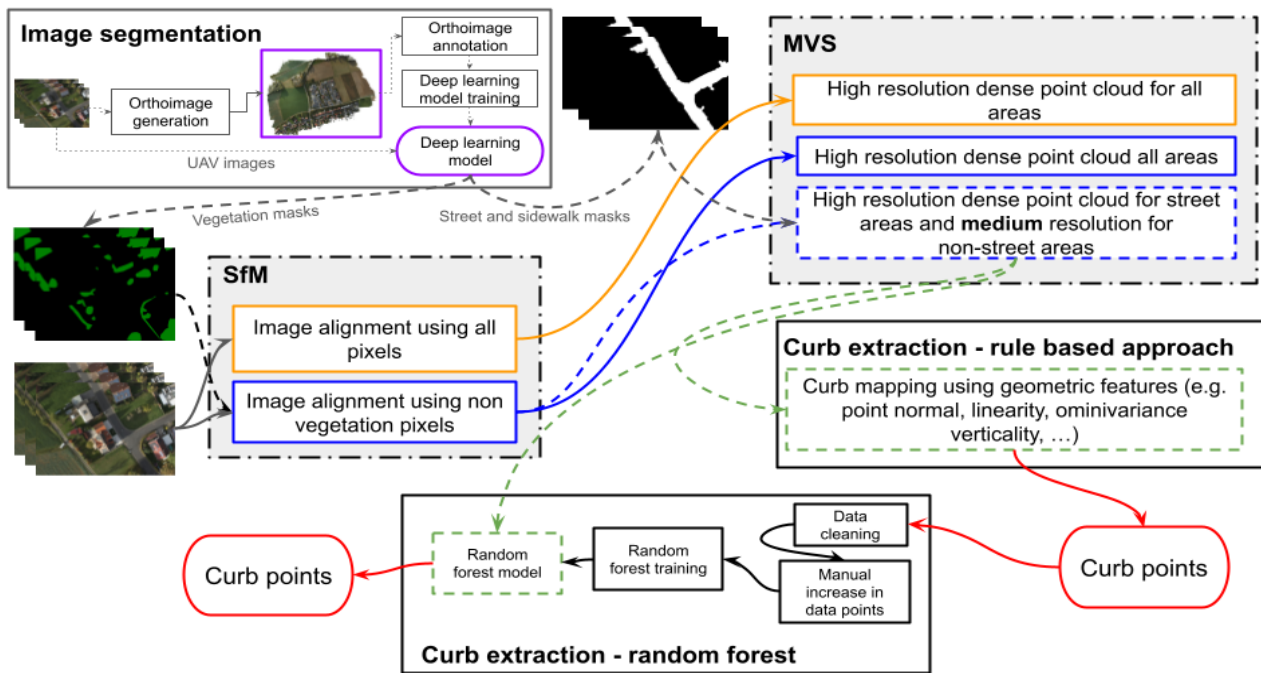 Image segmentation
Orthoimage
generation
Orthoimage
annotation
Deep learning
model training
Deep learning
model
UAV images
Vegetation masks
Street and sidewalk masks
MVS
High resolution dense point cloud for all
areas
High resolution dense point cloud all areas
High resolution dense point cloud for street
areas and medium resolution for
non-street areas
SfM
Image alignment using all
pixels
Image alignment using non
vegetation pixels
Curb extraction - rule based approach
Curb mapping using geometric features (e.g.
point normal, linearity, ominivariance
verticality, ...)
Curb points
Data
cleaning
Manual
increase in
data points
Random
forest training
Random
forest model
Curb points
Curb extraction - random forest